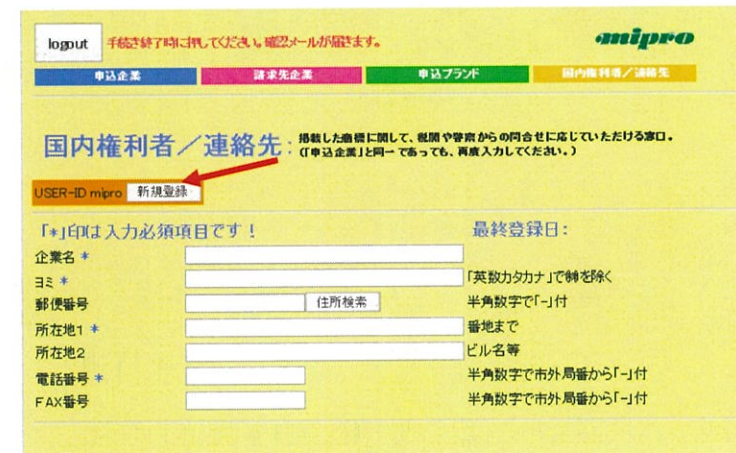 logout 手続き終了時に押してください。確認メールが届きます。
mipro
申込企業 請求先企業 申込ブランド 国内権利者／連絡先
国内権利者／連絡先：掲載した商標に関して、税関や警察からの問合せに応じていただける窓口。
(「申込企業」と同一であっても、再度入力してください。)
USER-ID mipro 新規登録
「*」印は入力必須項目です！ 最終登録日：
企業名 *
ヨミ * 「英数カタカナ」で㈱を除く
郵便番号 住所検索 半角数字で「-」付
所在地1 * 番地まで
所在地2 ビル名等
電話番号 * 半角数字で市外局番から「-」付
FAX番号 半角数字で市外局番から「-」付